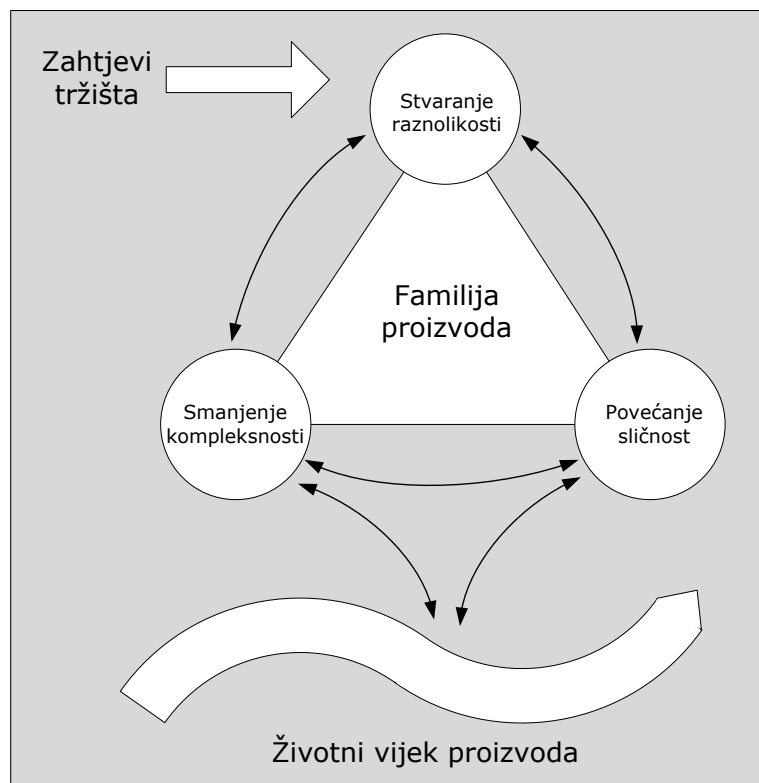 Zahtjevi
tržišta
Stvaranje
raznolikosti
Familija
proizvoda
Smanjenje
kompleksnosti
Povećanje
sličnost
Životni vijek proizvoda